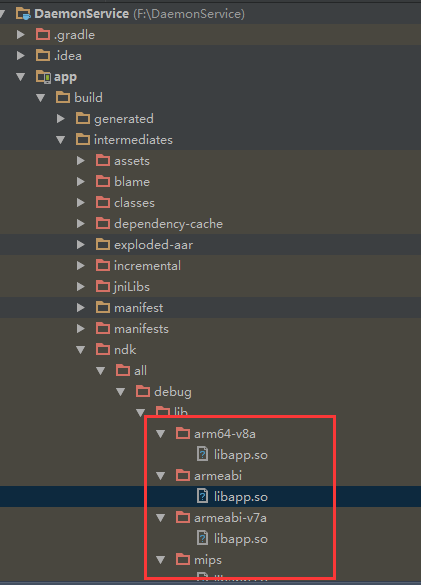 DaemonService (F:\DaemonService)
.gradle
.idea
app
build
generated
intermediates
assets
blame
classes
dependency-cache
exploded-aar
incremental
jniLibs
manifest
manifests
ndk
all
debug
lib
arm64-v8a
libapp.so
armeabi
libapp.so
armeabi-v7a
libapp.so
mips